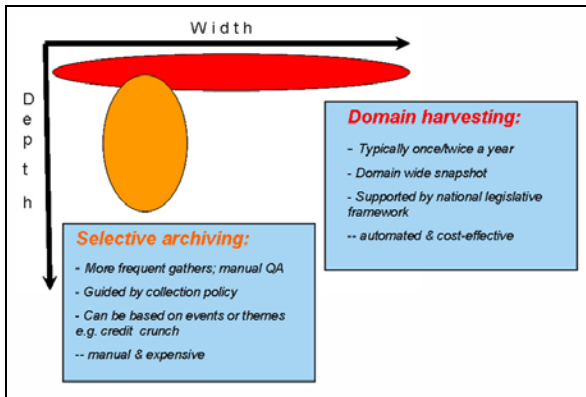 Width
Depth
Domain harvesting:
- Typically once/twice a year
- Domain wide snapshot
- Supported by national legislative
framework
-- automated & cost-effective
Selective archiving:
- More frequent gathers; manual QA
- Guided by collection policy
- Can be based on events or themes
e.g. credit crunch
-- manual & expensive